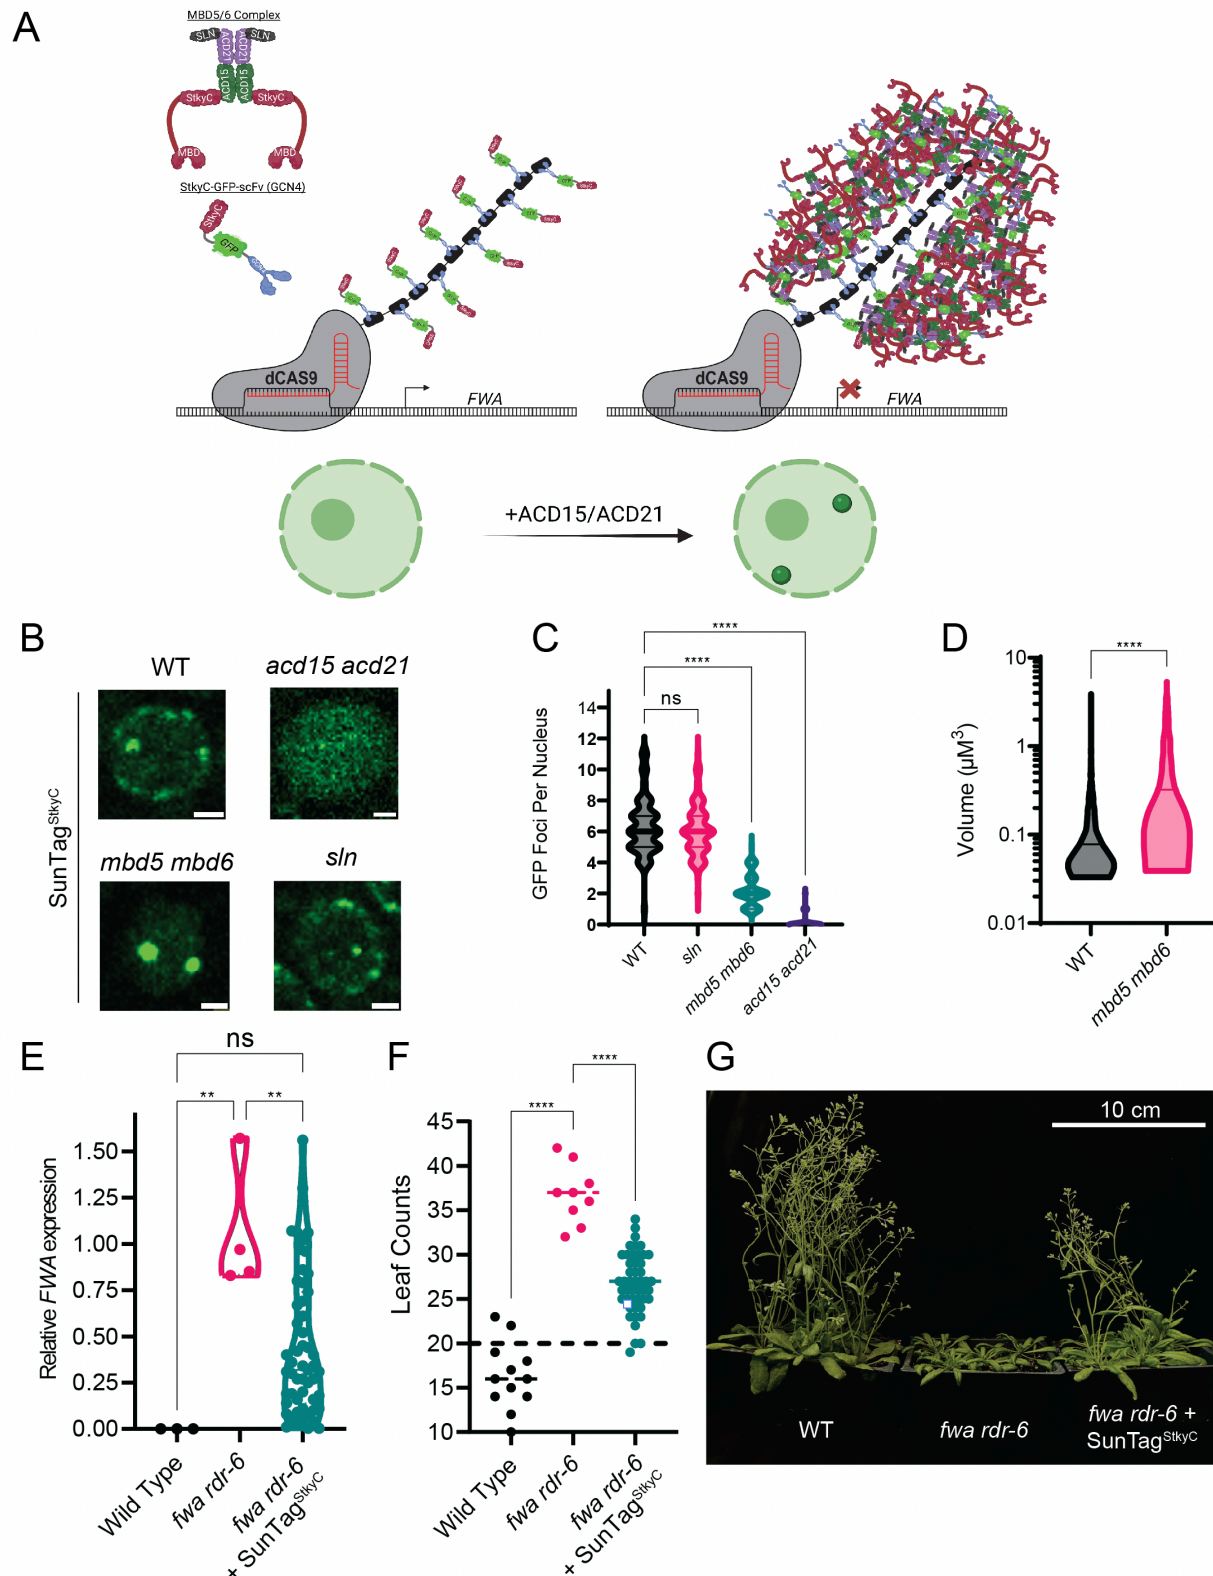 A
MBD5/6 Complex
SLN
ACD21
ACD21
SLN
ACD15
ACD15
StkyC
StkyC
MBD
MBD
StkyC-GFP-scFv (GCN4)
StkyC
GFP
dCAS9
FWA
dCAS9
FWA
+ACD15/ACD21
B
WT
acd15 acd21
mbd5 mbd6
sln
SunTagStkyC
C
****
****
ns
GFP Foci Per Nucleus
14
12
10
8
6
4
2
0
WT
sln
mbd5 mbd6
acd15 acd21
D
****
Volume (µM3)
10
1
0.1
0.01
WT
mbd5 mbd6
E
ns
**
**
Relative FWA expression
1.50
1.25
1.00
0.75
0.50
0.25
0.00
Wild Type
fwa rdr-6
fwa rdr-6
+ SunTagStkyC
F
****
****
Leaf Counts
45
40
35
30
25
20
15
10
Wild Type
fwa rdr-6
fwa rdr-6
+ SunTagStkyC
G
10 cm
WT
fwa rdr-6
fwa rdr-6 +
SunTagStkyC